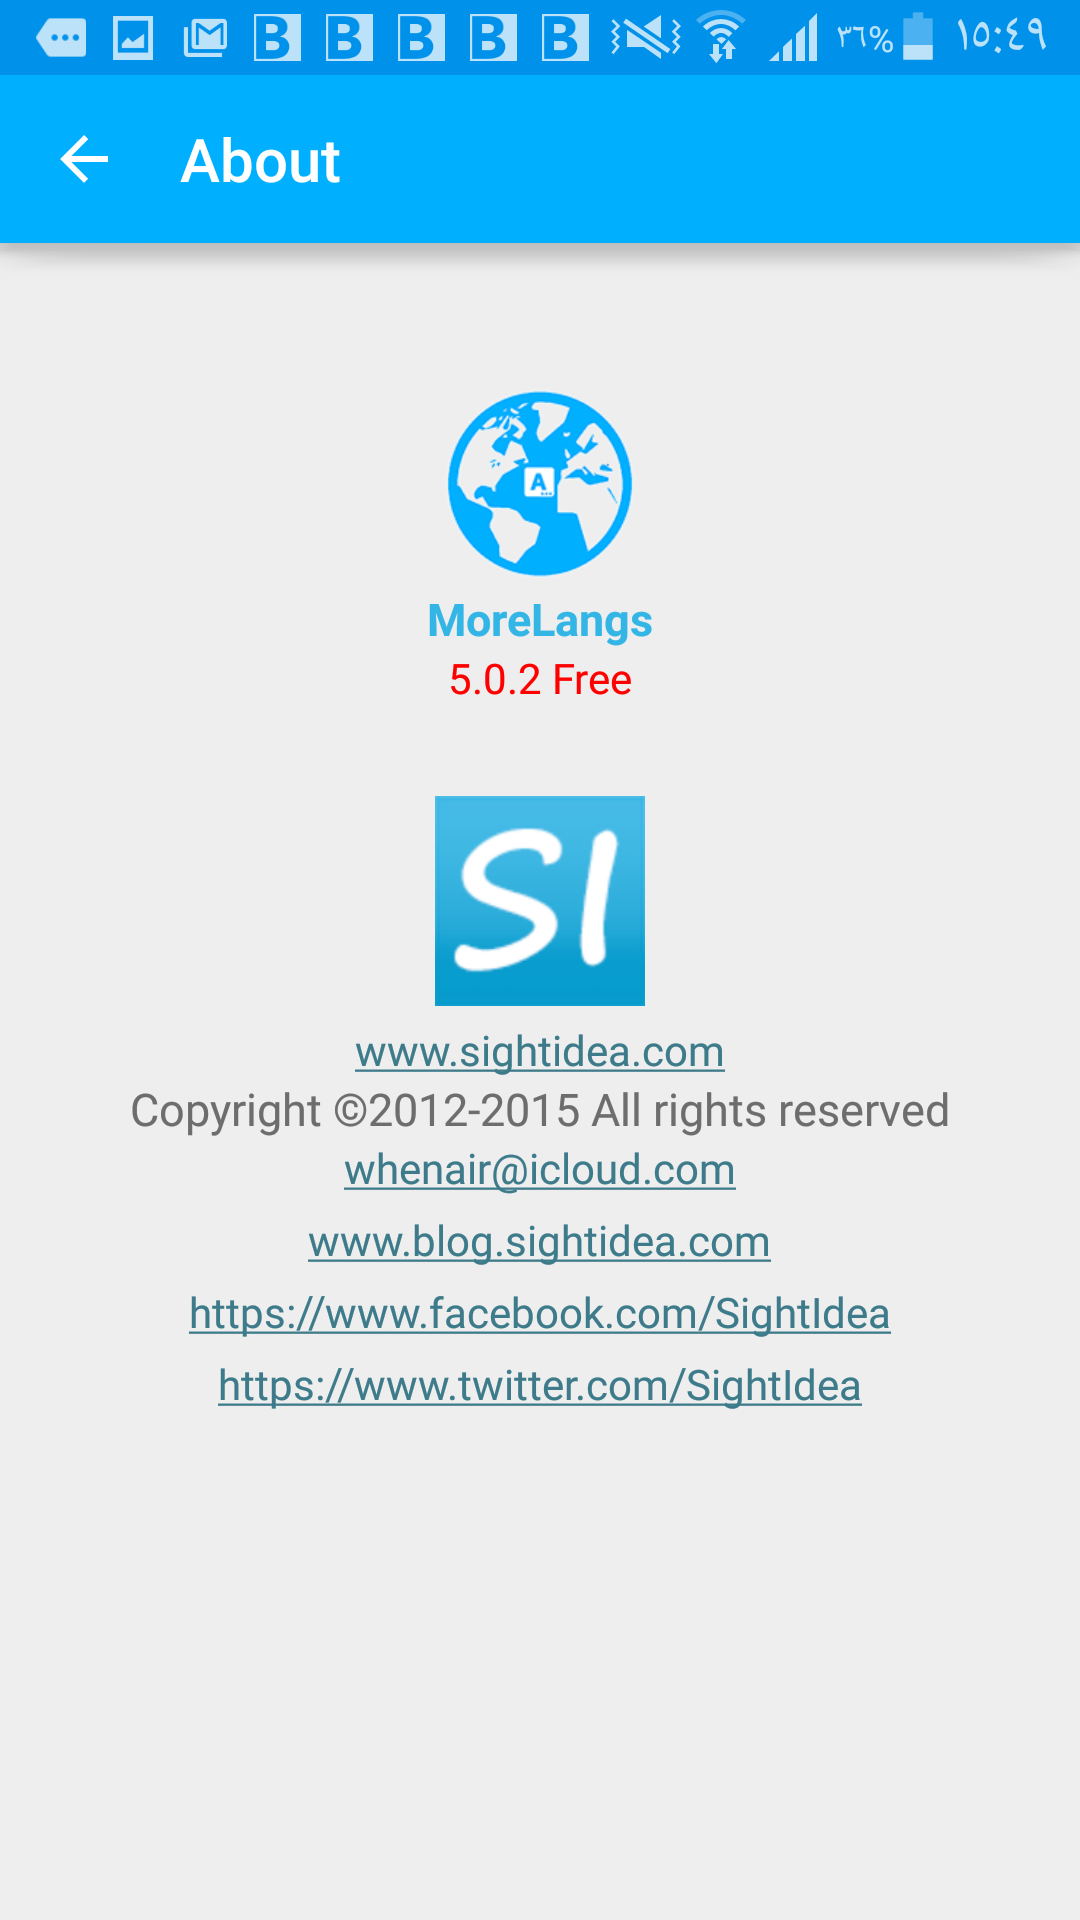 B B B B B ٣٦% ١٥:٤٩
About
A
MoreLangs
5.0.2 Free
SI
www.sightidea.com
Copyright ©2012-2015 All rights reserved
whenair@icloud.com
www.blog.sightidea.com
https://www.facebook.com/SightIdea
https://www.twitter.com/SightIdea